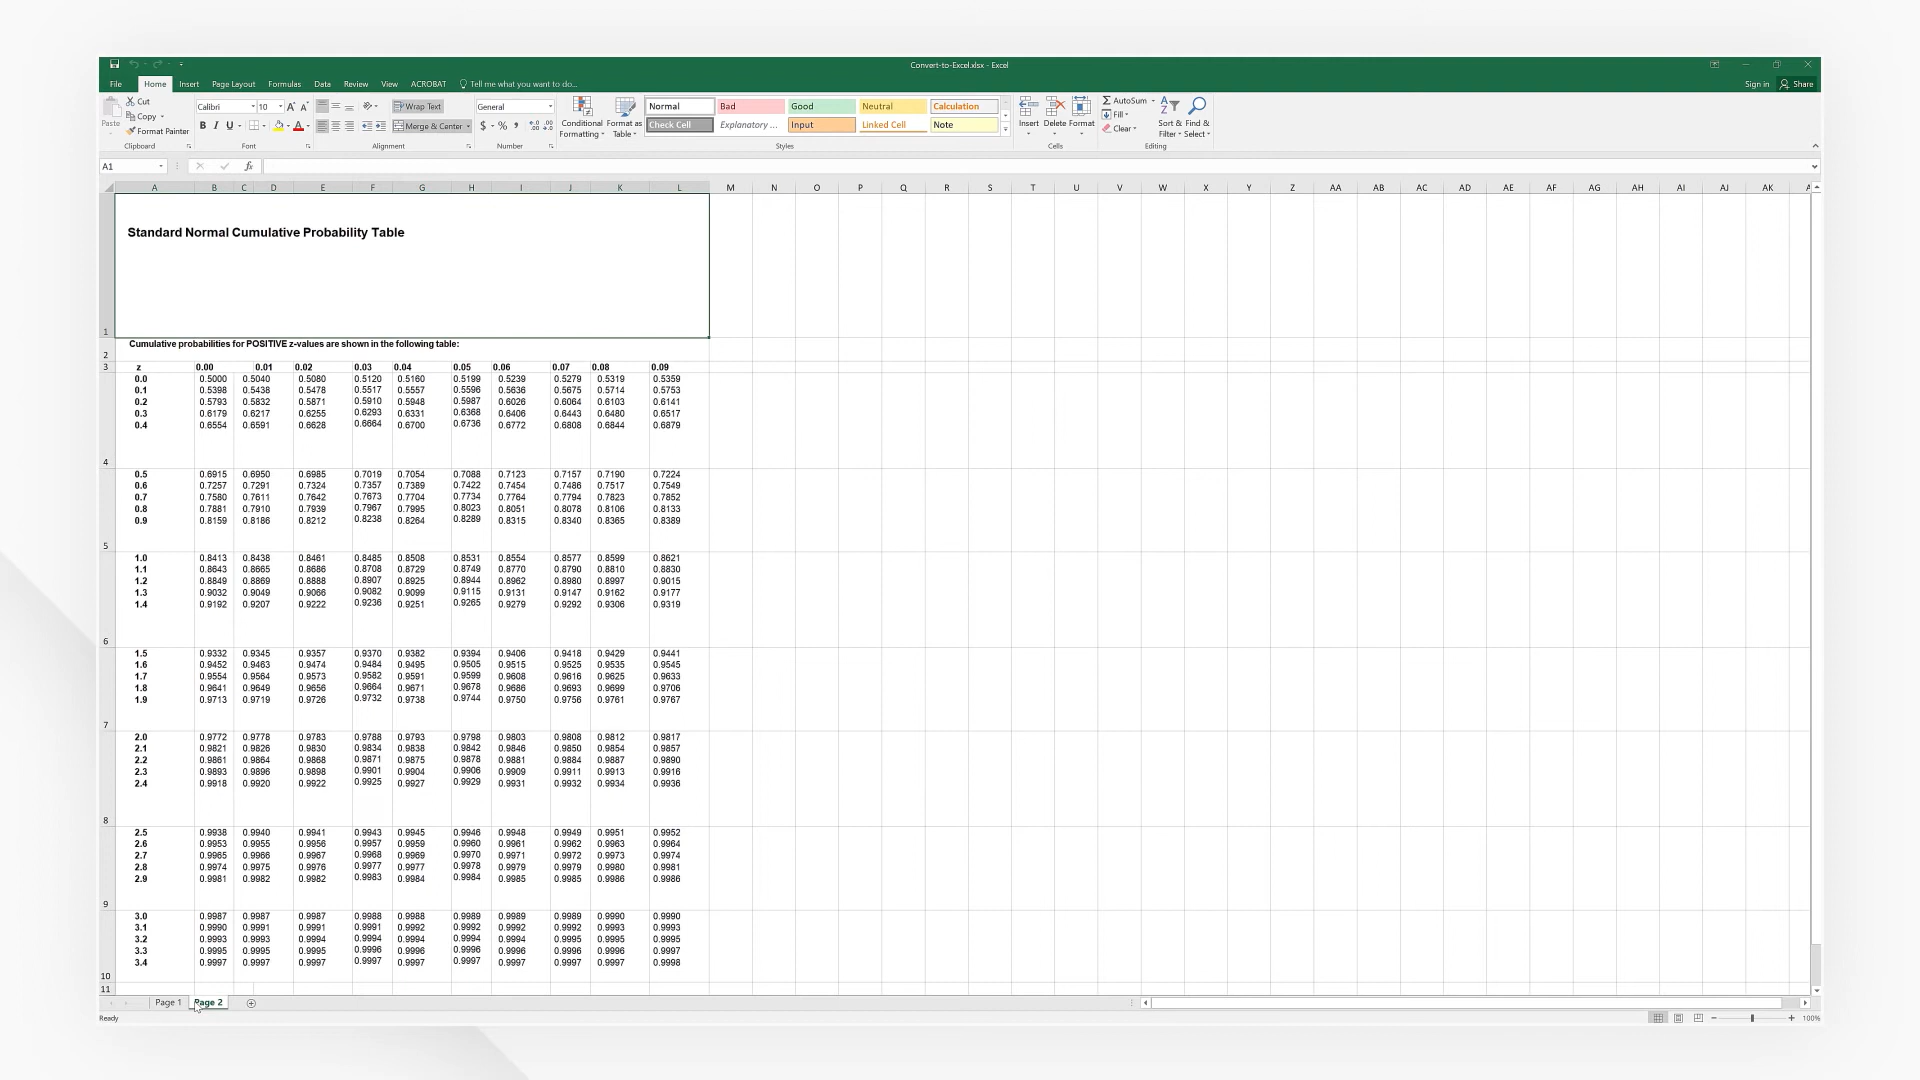 Convert-to-Excel.xlsx - Excel
File Home Insert Page Layout Formulas Data Review View ACROBAT Tell me what you want to do... Sign in Share
Paste Cut Copy Format Painter Clipboard
Calibri 10 B I U Font
Wrap Text Merge & Center Alignment
General $ % Number
Conditional Formatting Format as Table
Normal Bad Good Neutral Calculation
Check Cell Explanatory ... Input Linked Cell Note
Styles
Insert Delete Format Cells
AutoSum Fill Clear Sort & Filter Find & Select Editing
A1 fx
A B C D E F G H I J K L M N O P Q R S T U V W X Y Z AA AB AC AD AE AF AG AH AI AJ AK
Standard Normal Cumulative Probability Table
1
Cumulative probabilities for POSITIVE z-values are shown in the following table:
2
3 z 0.00 0.01 0.02 0.03 0.04 0.05 0.06 0.07 0.08 0.09
0.0 0.5000 0.5040 0.5080 0.5120 0.5160 0.5199 0.5239 0.5279 0.5319 0.5359
0.1 0.5398 0.5438 0.5478 0.5517 0.5557 0.5596 0.5636 0.5675 0.5714 0.5753
0.2 0.5793 0.5832 0.5871 0.5910 0.5948 0.5987 0.6026 0.6064 0.6103 0.6141
0.3 0.6179 0.6217 0.6255 0.6293 0.6331 0.6368 0.6406 0.6443 0.6480 0.6517
0.4 0.6554 0.6591 0.6628 0.6664 0.6700 0.6736 0.6772 0.6808 0.6844 0.6879
4
0.5 0.6915 0.6950 0.6985 0.7019 0.7054 0.7088 0.7123 0.7157 0.7190 0.7224
0.6 0.7257 0.7291 0.7324 0.7357 0.7389 0.7422 0.7454 0.7486 0.7517 0.7549
0.7 0.7580 0.7611 0.7642 0.7673 0.7704 0.7734 0.7764 0.7794 0.7823 0.7852
0.8 0.7881 0.7910 0.7939 0.7967 0.7995 0.8023 0.8051 0.8078 0.8106 0.8133
0.9 0.8159 0.8186 0.8212 0.8238 0.8264 0.8289 0.8315 0.8340 0.8365 0.8389
5
1.0 0.8413 0.8438 0.8461 0.8485 0.8508 0.8531 0.8554 0.8577 0.8599 0.8621
1.1 0.8643 0.8665 0.8686 0.8708 0.8729 0.8749 0.8770 0.8790 0.8810 0.8830
1.2 0.8849 0.8869 0.8888 0.8907 0.8925 0.8944 0.8962 0.8980 0.8997 0.9015
1.3 0.9032 0.9049 0.9066 0.9082 0.9099 0.9115 0.9131 0.9147 0.9162 0.9177
1.4 0.9192 0.9207 0.9222 0.9236 0.9251 0.9265 0.9279 0.9292 0.9306 0.9319
6
1.5 0.9332 0.9345 0.9357 0.9370 0.9382 0.9394 0.9406 0.9418 0.9429 0.9441
1.6 0.9452 0.9463 0.9474 0.9484 0.9495 0.9505 0.9515 0.9525 0.9535 0.9545
1.7 0.9554 0.9564 0.9573 0.9582 0.9591 0.9599 0.9608 0.9616 0.9625 0.9633
1.8 0.9641 0.9649 0.9656 0.9664 0.9671 0.9678 0.9686 0.9693 0.9699 0.9706
1.9 0.9713 0.9719 0.9726 0.9732 0.9738 0.9744 0.9750 0.9756 0.9761 0.9767
7
2.0 0.9772 0.9778 0.9783 0.9788 0.9793 0.9798 0.9803 0.9808 0.9812 0.9817
2.1 0.9821 0.9826 0.9830 0.9834 0.9838 0.9842 0.9846 0.9850 0.9854 0.9857
2.2 0.9861 0.9864 0.9868 0.9871 0.9875 0.9878 0.9881 0.9884 0.9887 0.9890
2.3 0.9893 0.9896 0.9898 0.9901 0.9904 0.9906 0.9909 0.9911 0.9913 0.9916
2.4 0.9918 0.9920 0.9922 0.9925 0.9927 0.9929 0.9931 0.9932 0.9934 0.9936
8
2.5 0.9938 0.9940 0.9941 0.9943 0.9945 0.9946 0.9948 0.9949 0.9951 0.9952
2.6 0.9953 0.9955 0.9956 0.9957 0.9959 0.9960 0.9961 0.9962 0.9963 0.9964
2.7 0.9965 0.9966 0.9967 0.9968 0.9969 0.9970 0.9971 0.9972 0.9973 0.9974
2.8 0.9974 0.9975 0.9976 0.9977 0.9977 0.9978 0.9979 0.9979 0.9980 0.9981
2.9 0.9981 0.9982 0.9982 0.9983 0.9984 0.9984 0.9985 0.9985 0.9986 0.9986
9
3.0 0.9987 0.9987 0.9987 0.9988 0.9988 0.9989 0.9989 0.9989 0.9990 0.9990
3.1 0.9990 0.9991 0.9991 0.9991 0.9992 0.9992 0.9992 0.9992 0.9993 0.9993
3.2 0.9993 0.9993 0.9994 0.9994 0.9994 0.9994 0.9994 0.9995 0.9995 0.9995
3.3 0.9995 0.9995 0.9995 0.9996 0.9996 0.9996 0.9996 0.9996 0.9996 0.9997
3.4 0.9997 0.9997 0.9997 0.9997 0.9997 0.9997 0.9997 0.9997 0.9997 0.9998
10
11
Page 1 Page 2
Ready 100%